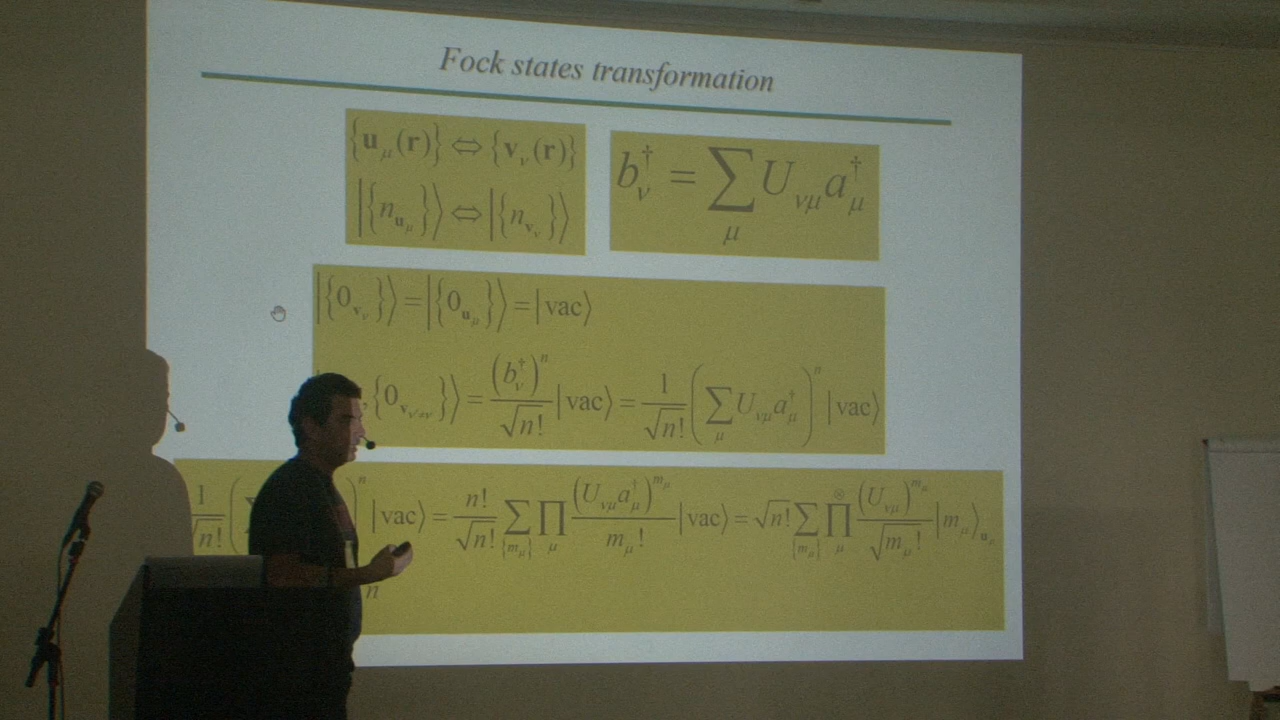 Fock states transformation
{u_μ(r)} ⇔ {v_ν(r)}
|{n_{u_μ}}⟩ ⇔ |{n_{v_ν}}⟩
b_ν^† = ∑_μ U_{νμ} a_μ^†
|{0_{v_ν}}⟩ = |{0_{u_μ}}⟩ = |vac⟩
,{0_{v_{ν'≠ν}}}⟩ = (b_ν^†)^n / √n! |vac⟩ = 1/√n! (∑_μ U_{νμ} a_μ^†)^n |vac⟩
1/√n! ( )^n |vac⟩ = n!/√n! ∑_{{m_μ}} ∏_μ (U_{νμ} a_μ^†)^{m_μ} / m_μ! |vac⟩ = √n! ∑_{{m_μ}} ∏_μ^⊗ (U_{νμ})^{m_μ} / √m_μ! |m_μ⟩_{u_μ}
n